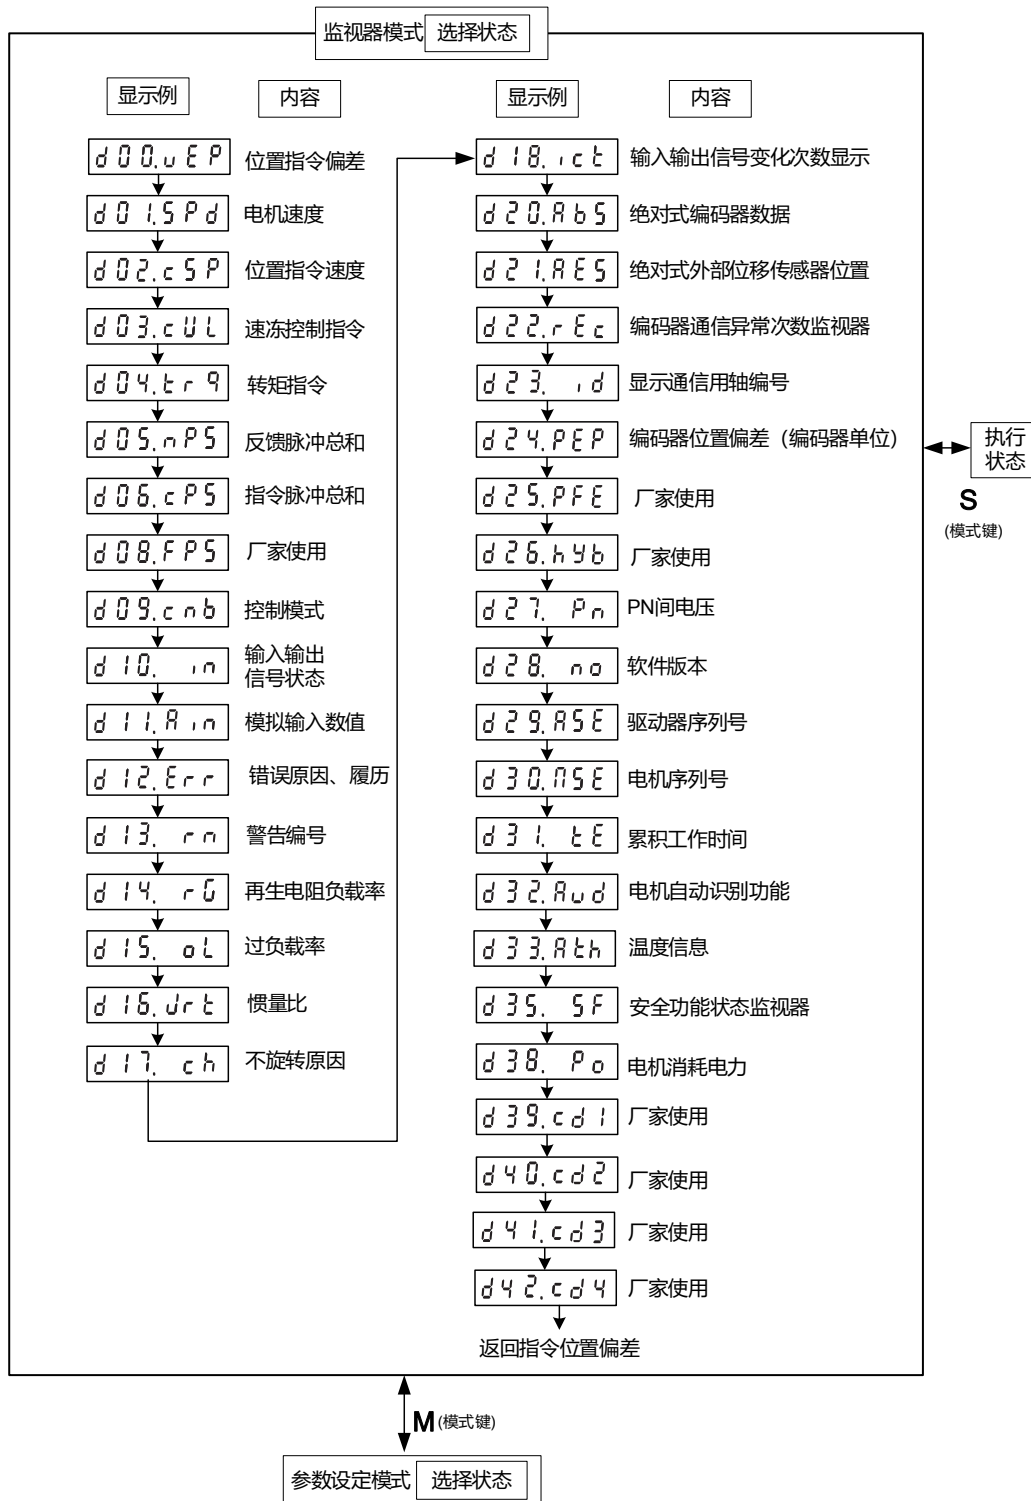 监视器模式 选择状态
显示例 内容
d00.uEP 位置指令偏差
d01.SPd 电机速度
d02.cSP 位置指令速度
d03.cUL 速冻控制指令
d04.trq 转矩指令
d05.nPS 反馈脉冲总和
d06.cPS 指令脉冲总和
d08.FPS 厂家使用
d09.cnb 控制模式
d10. in 输入输出
信号状态
d11.Ain 模拟输入数值
d12.Err 错误原因、履历
d13. rn 警告编号
d14. rG 再生电阻负载率
d15. oL 过负载率
d16.Jrt 惯量比
d17. ch 不旋转原因
显示例 内容
d18.ict 输入输出信号变化次数显示
d20.AbS 绝对式编码器数据
d21.AES 绝对式外部位移传感器位置
d22.rEc 编码器通信异常次数监视器
d23. id 显示通信用轴编号
d24.PEP 编码器位置偏差（编码器单位）
d25.PFE 厂家使用
d26.hyb 厂家使用
d27. Pn PN间电压
d28. no 软件版本
d29.ASE 驱动器序列号
d30.MSE 电机序列号
d31. tE 累积工作时间
d32.Aud 电机自动识别功能
d33.Ath 温度信息
d35. SF 安全功能状态监视器
d38. Po 电机消耗电力
d39.cd1 厂家使用
d40.cd2 厂家使用
d41.cd3 厂家使用
d42.cd4 厂家使用
返回指令位置偏差
执行
状态
S
(模式键)
M(模式键)
参数设定模式 选择状态